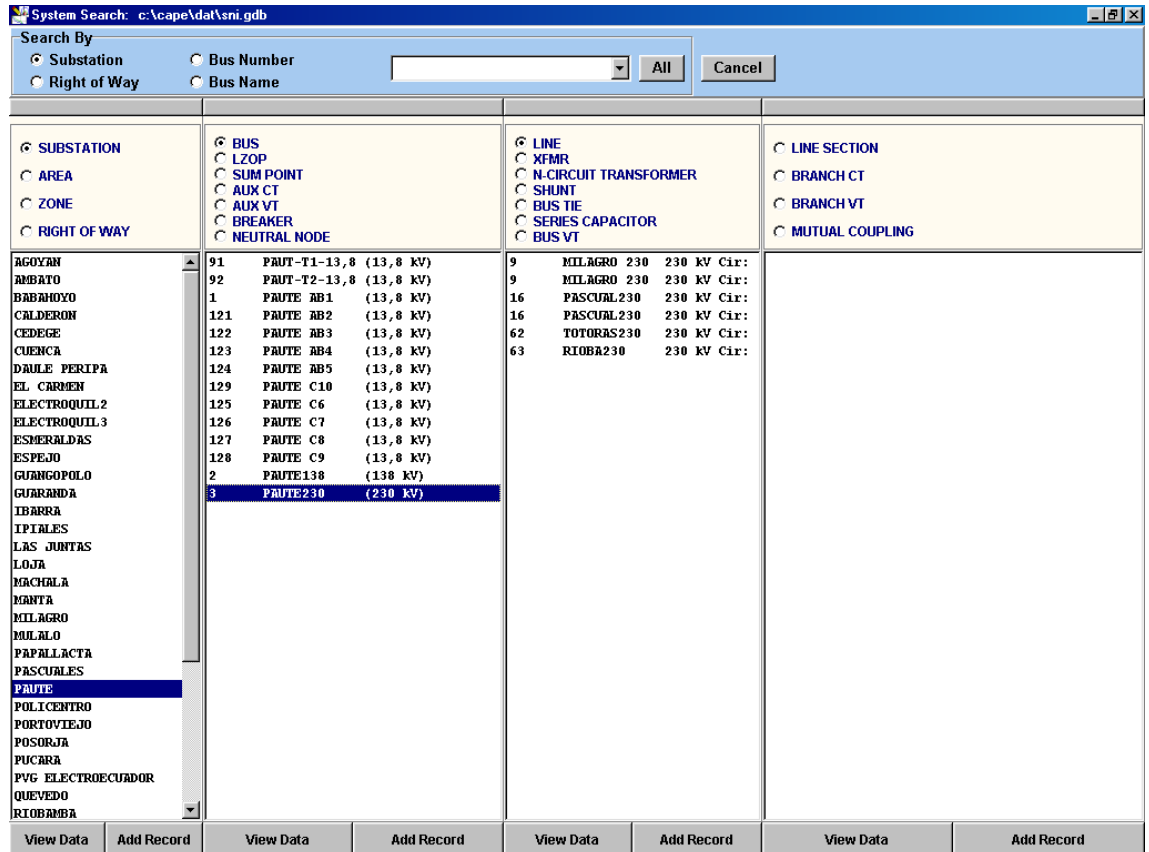 System Search: c:\cape\dat\sni.gdb
Search By
Substation
Bus Number
Right of Way
Bus Name
All
Cancel
SUBSTATION
AREA
ZONE
RIGHT OF WAY
BUS
LZOP
SUM POINT
AUX CT
AUX VT
BREAKER
NEUTRAL NODE
LINE
XFMR
N-CIRCUIT TRANSFORMER
SHUNT
BUS TIE
SERIES CAPACITOR
BUS VT
LINE SECTION
BRANCH CT
BRANCH VT
MUTUAL COUPLING
AGOYAN
AMBATO
BABAHOYO
CALDERON
CEDEGE
CUENCA
DAULE PERIPA
EL CARMEN
ELECTROQUIL2
ELECTROQUIL3
ESMERALDAS
ESPEJO
GUANGOPOLO
GUARANDA
IBARRA
IPIALES
LAS JUNTAS
LOJA
MACHALA
MANTA
MILAGRO
MULALO
PAPALLACTA
PASCUALES
PAUTE
POLICENTRO
PORTOVIEJO
POSORJA
PUCARA
PVG ELECTROECUADOR
QUEVEDO
RIOBAMBA
91 PAUT-T1-13,8 (13,8 kV)
92 PAUT-T2-13,8 (13,8 kV)
1 PAUTE AB1 (13,8 kV)
121 PAUTE AB2 (13,8 kV)
122 PAUTE AB3 (13,8 kV)
123 PAUTE AB4 (13,8 kV)
124 PAUTE AB5 (13,8 kV)
129 PAUTE C10 (13,8 kV)
125 PAUTE C6 (13,8 kV)
126 PAUTE C7 (13,8 kV)
127 PAUTE C8 (13,8 kV)
128 PAUTE C9 (13,8 kV)
2 PAUTE138 (138 kV)
3 PAUTE230 (230 kV)
9 MILAGRO 230 230 kV Cir:
9 MILAGRO 230 230 kV Cir:
16 PASCUAL230 230 kV Cir:
16 PASCUAL230 230 kV Cir:
62 TOTORAS230 230 kV Cir:
63 RIOBA230 230 kV Cir:
View Data
Add Record
View Data
Add Record
View Data
Add Record
View Data
Add Record